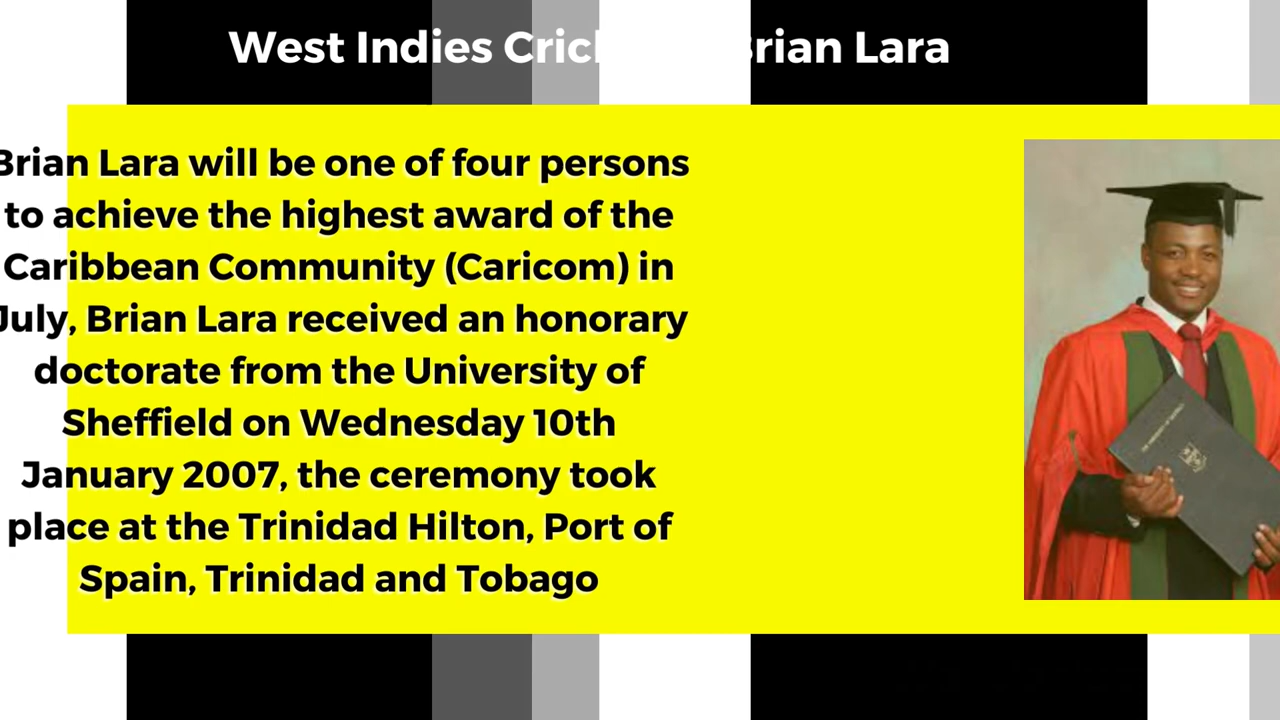 West Indies Cric Brian Lara
Brian Lara will be one of four persons
to achieve the highest award of the
Caribbean Community (Caricom) in
July, Brian Lara received an honorary
doctorate from the University of
Sheffield on Wednesday 10th
January 2007, the ceremony took
place at the Trinidad Hilton, Port of
Spain, Trinidad and Tobago